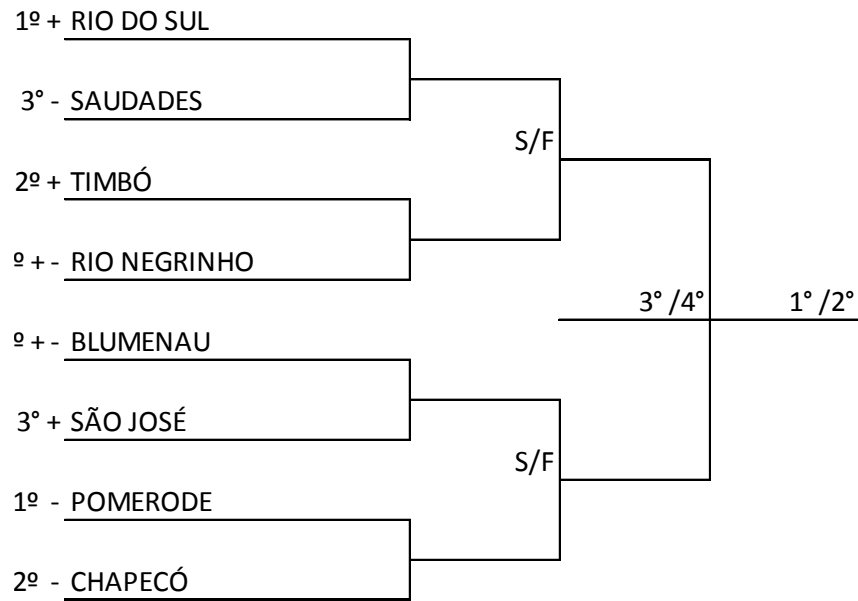 1º + RIO DO SUL
3° - SAUDADES
S/F
2º + TIMBÓ
º + - RIO NEGRINHO
3° /4° 1° /2°
º + - BLUMENAU
3° + SÃO JOSÉ
S/F
1º - POMERODE
2º - CHAPECÓ